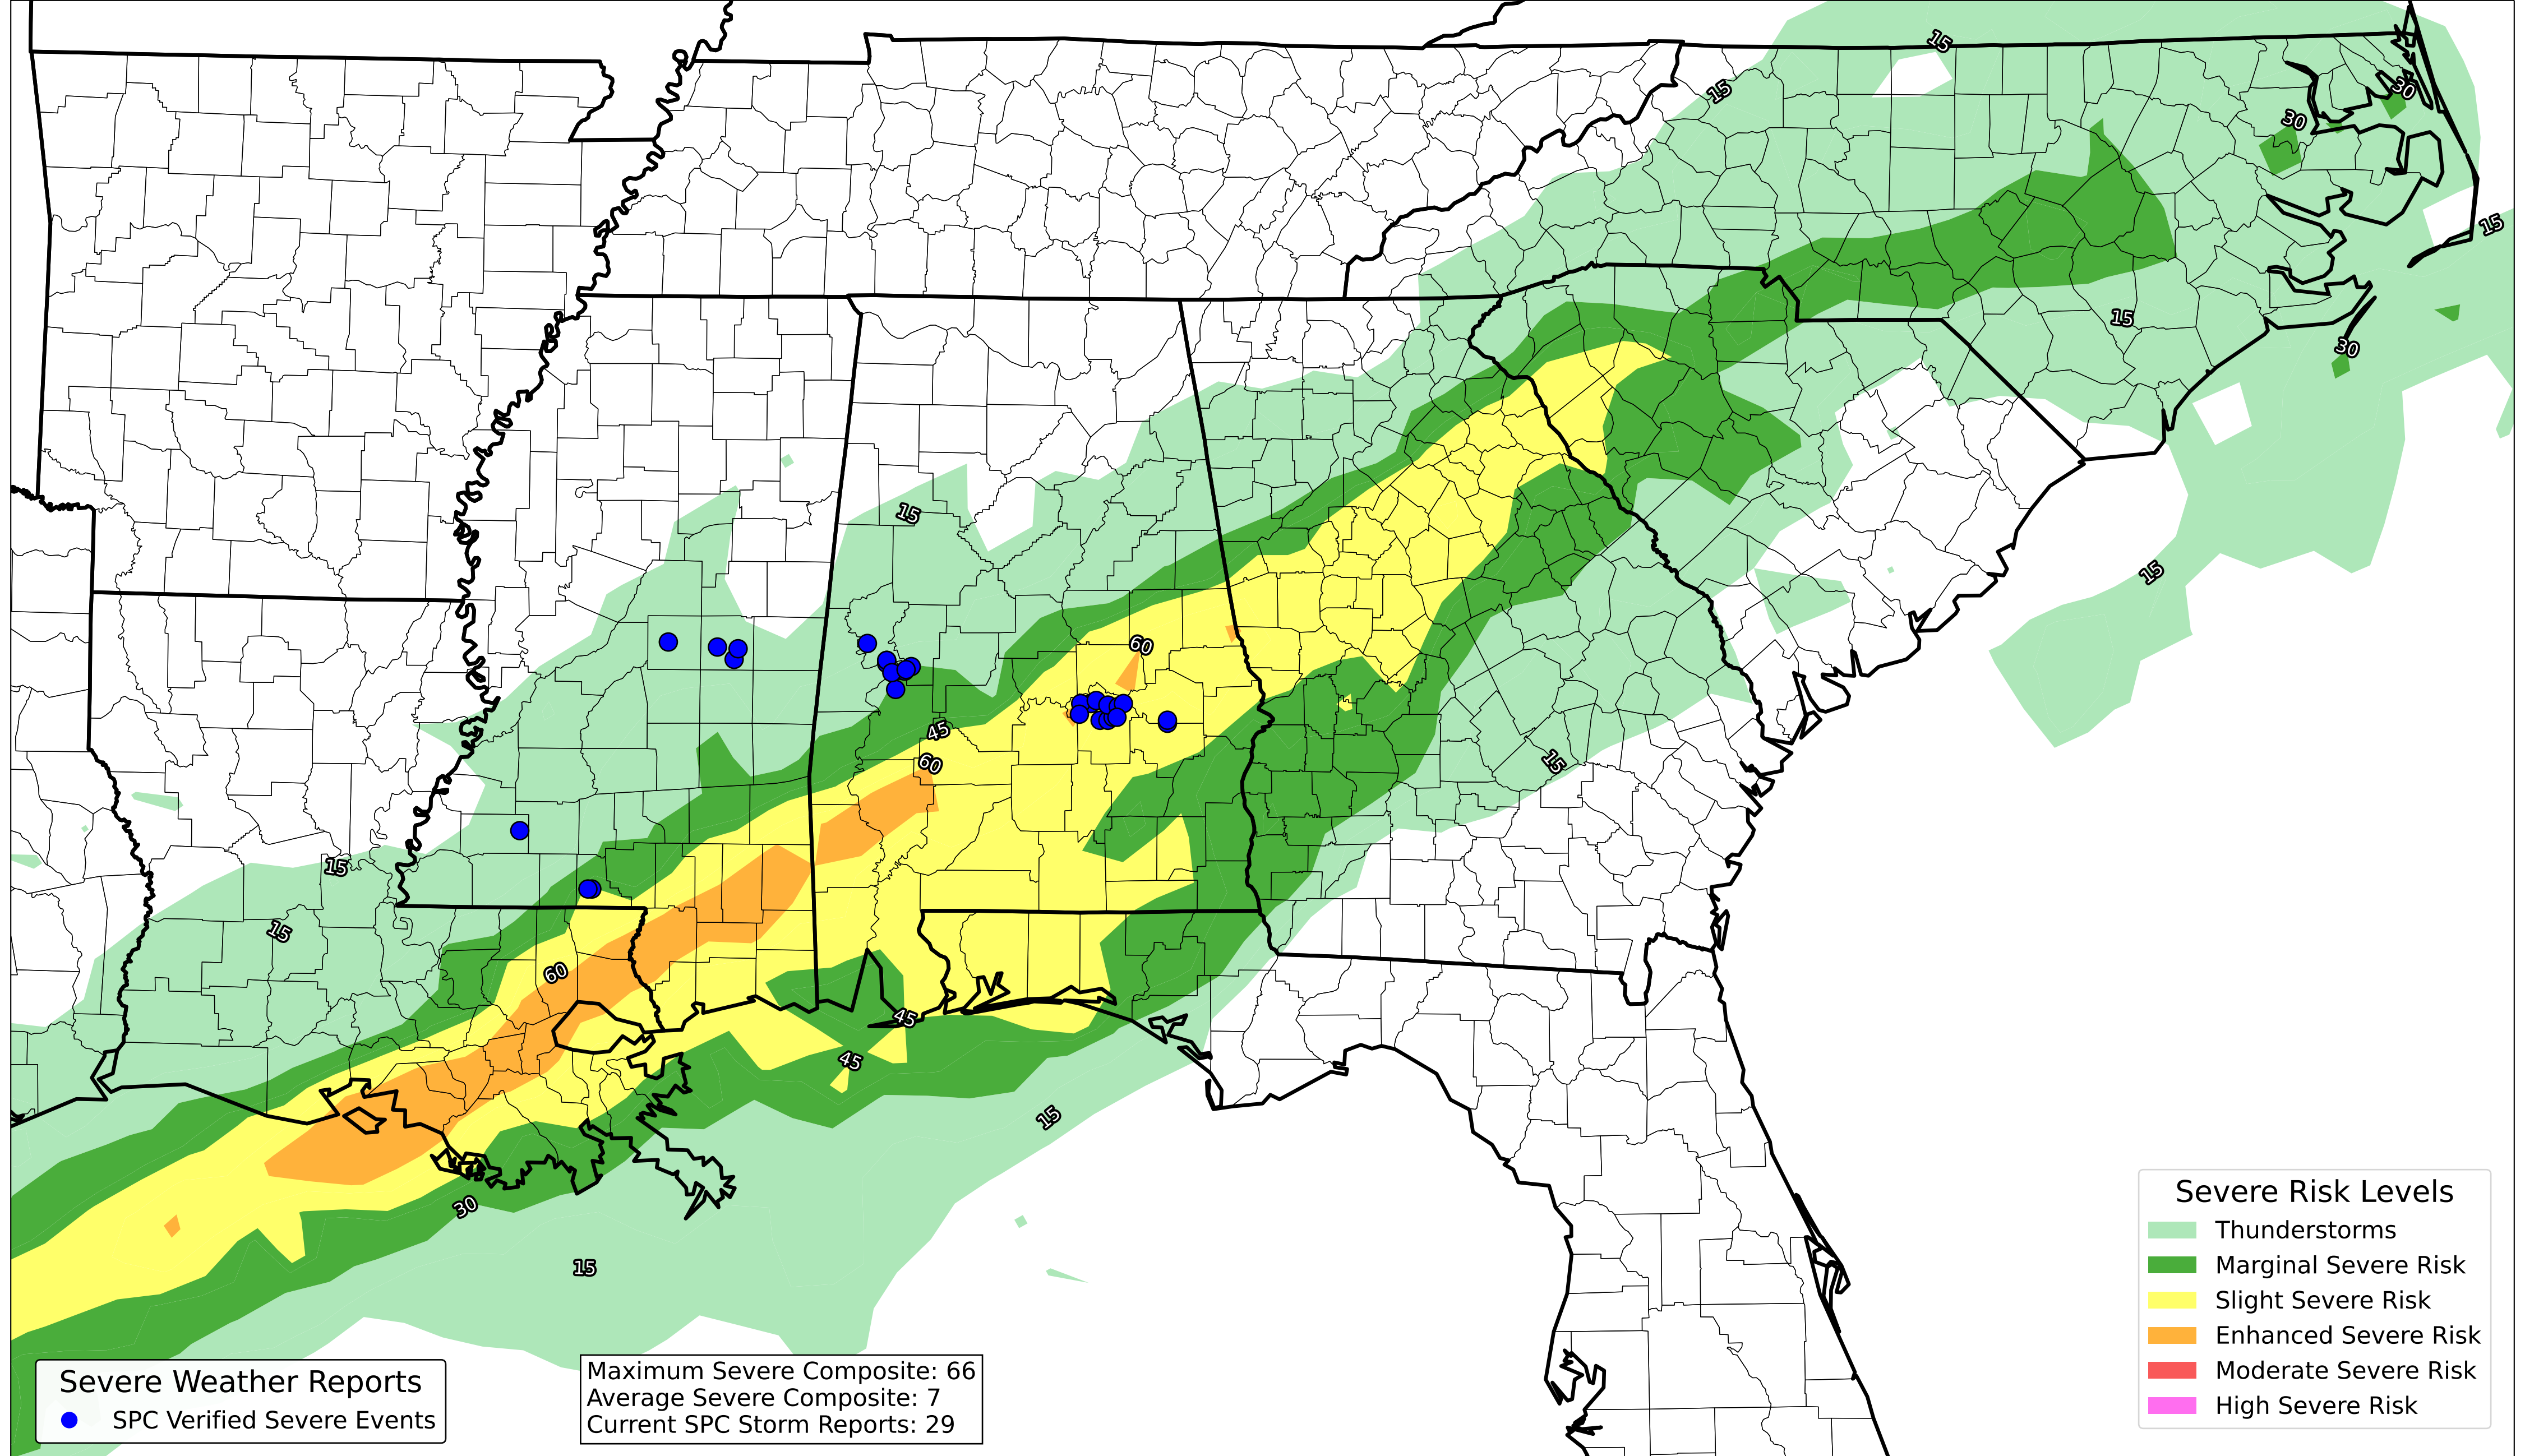 15
15
30
30
15
15
30
15
15
60
45
60
15
15
15
60
45
45
15
30
15
Severe Weather Reports
SPC Verified Severe Events
Maximum Severe Composite: 66
Average Severe Composite: 7
Current SPC Storm Reports: 29
Severe Risk Levels
Thunderstorms
Marginal Severe Risk
Slight Severe Risk
Enhanced Severe Risk
Moderate Severe Risk
High Severe Risk